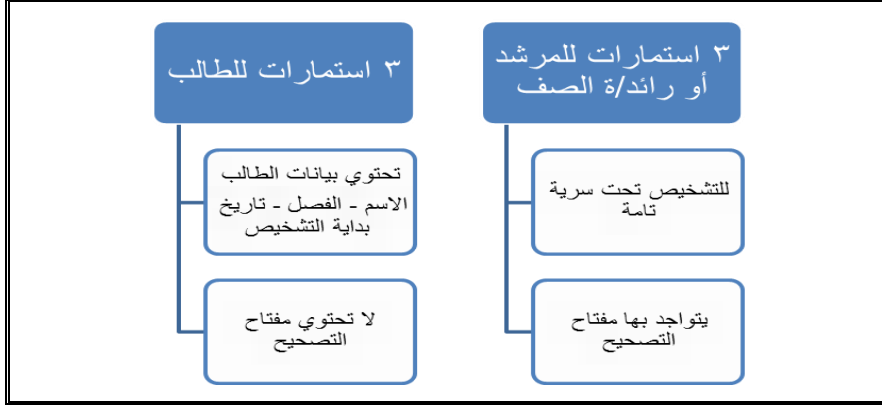 ٣ استمارات للمرشد
أو رائد/ة الصف
للتشخيص تحت سرية
تامة
يتواجد بها مفتاح
التصحيح
٣ استمارات للطالب
تحتوي بيانات الطالب
الاسم - الفصل - تاريخ
بداية التشخيص
لا تحتوي مفتاح
التصحيح